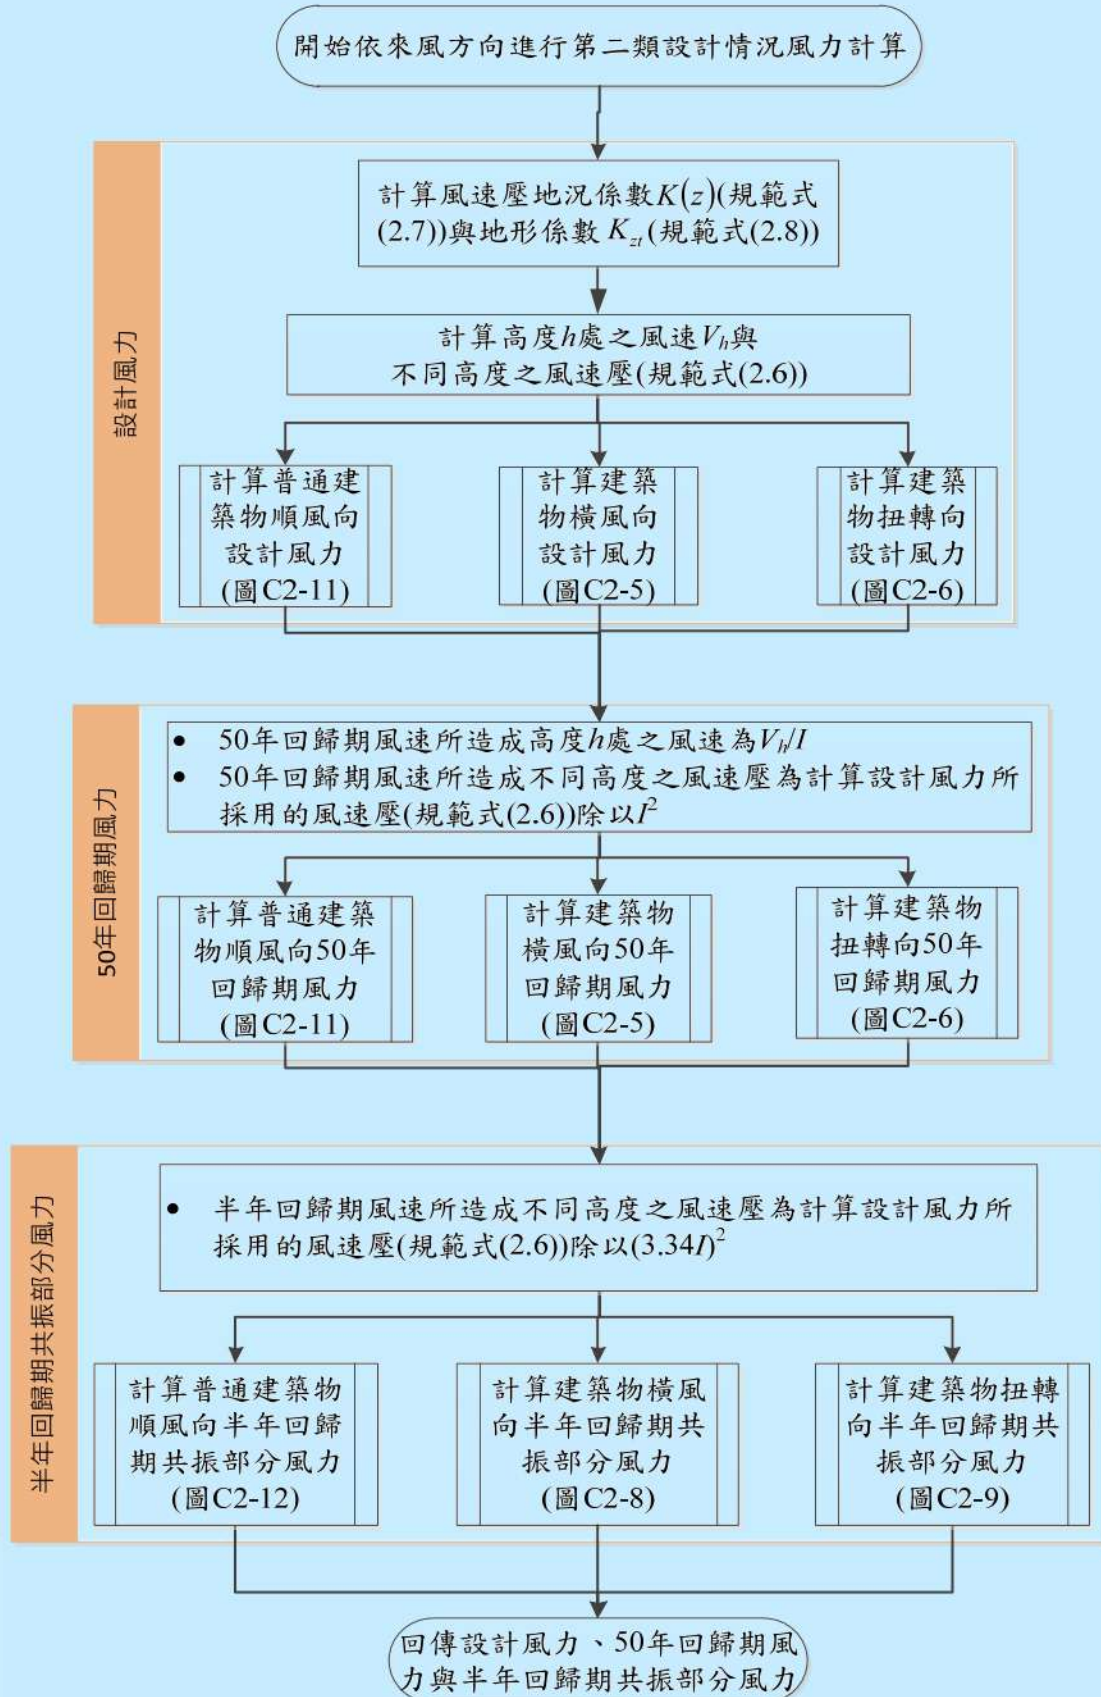 開始依來風方向進行第二類設計情況風力計算
設計風力
計算風速壓地況係數K(z)(規範式
(2.7))與地形係數 Kzt(規範式(2.8))
計算高度h處之風速Vh與
不同高度之風速壓(規範式(2.6))
計算普通建
築物順風向
設計風力
(圖C2-11)
計算建築
物橫風向
設計風力
(圖C2-5)
計算建築
物扭轉向
設計風力
(圖C2-6)
50年回歸期風力
• 50年回歸期風速所造成高度h處之風速為Vh/I
• 50年回歸期風速所造成不同高度之風速壓為計算設計風力所
採用的風速壓(規範式(2.6))除以I²
計算普通建築
物順風向50年
回歸期風力
(圖C2-11)
計算建築物
橫風向50年
回歸期風力
(圖C2-5)
計算建築物
扭轉向50年
回歸期風力
(圖C2-6)
半年回歸期共振部分風力
• 半年回歸期風速所造成不同高度之風速壓為計算設計風力所
採用的風速壓(規範式(2.6))除以(3.34I)²
計算普通建築物
順風向半年回歸
期共振部分風力
(圖C2-12)
計算建築物橫風
向半年回歸期共
振部分風力
(圖C2-8)
計算建築物扭轉
向半年回歸期共
振部分風力
(圖C2-9)
回傳設計風力、50年回歸期風
力與半年回歸期共振部分風力